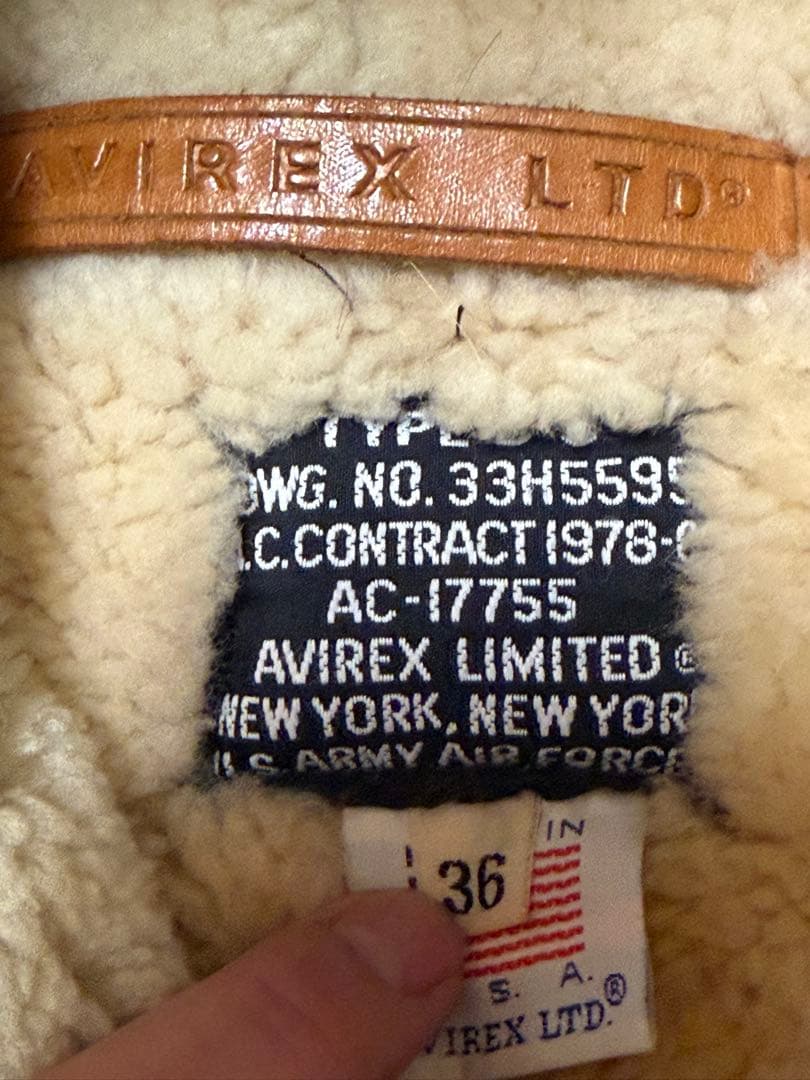 AVIREX LTD®
TYPE
DWG. NO. 33H5595
.C. CONTRACT 1978-
AC-17755
AVIREX LIMITED ®
NEW YORK, NEW YOR
U.S. ARMY AIR FORCE
IN
36
S. A.
VIREX LTD.®